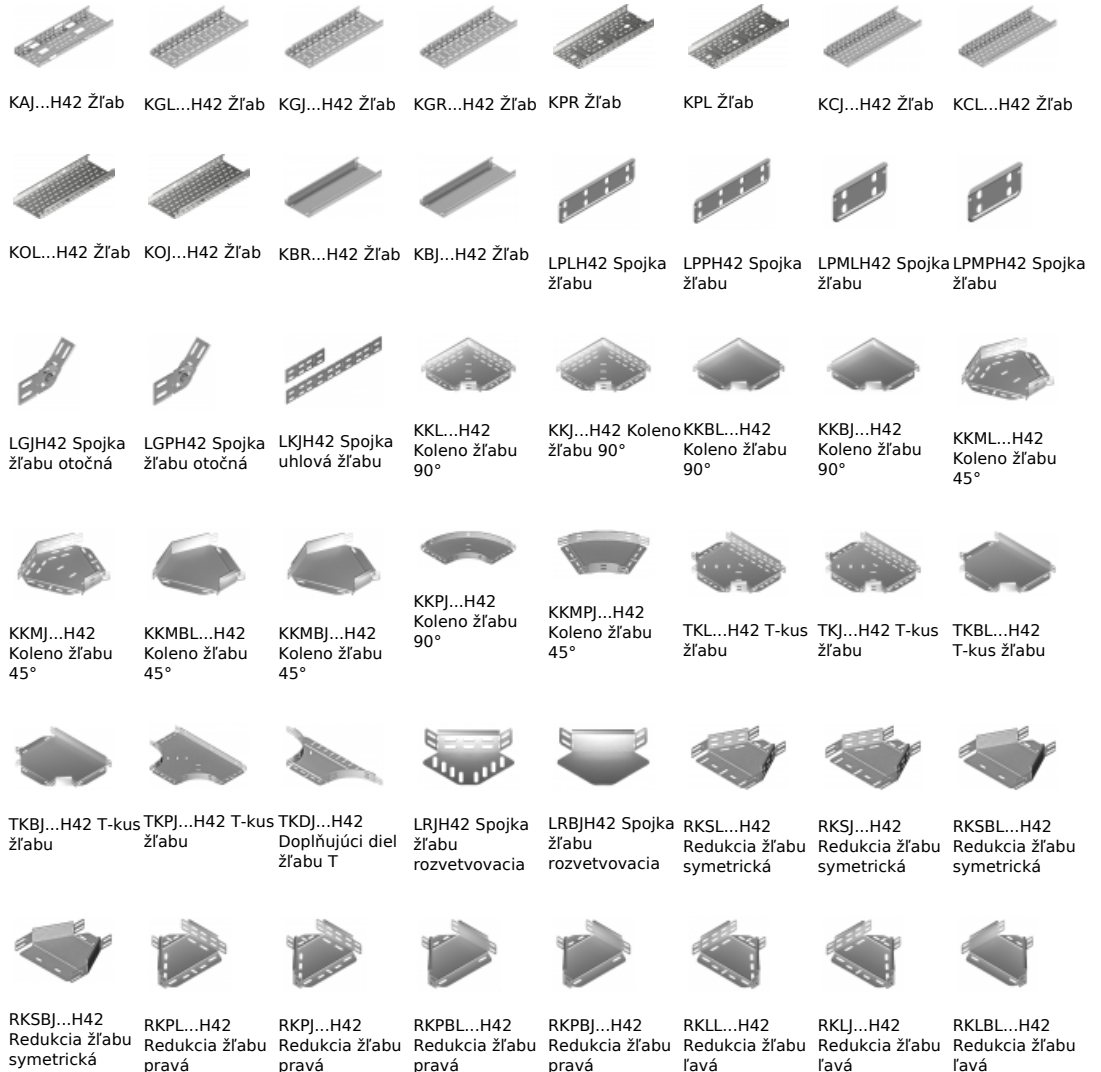 KAJ...H42 Žľab
KGL...H42 Žľab
KGJ...H42 Žľab
KGR...H42 Žľab
KPR Žľab
KPL Žľab
KCJ...H42 Žľab
KCL...H42 Žľab
KOL...H42 Žľab
KOJ...H42 Žľab
KBR...H42 Žľab
KBJ...H42 Žľab
LPLH42 Spojka
žľabu
LPPH42 Spojka
žľabu
LPMLH42 Spojka
žľabu
LPMPH42 Spojka
žľabu
LGJH42 Spojka
žľabu otočná
LGPH42 Spojka
žľabu otočná
LKJH42 Spojka
uhlová žľabu
KKL...H42
Koleno žľabu
90°
KKJ...H42 Koleno
žľabu 90°
KKBL...H42
Koleno žľabu
90°
KKBJ...H42
Koleno žľabu
90°
KKML...H42
Koleno žľabu
45°
KKMJ...H42
Koleno žľabu
45°
KKMBL...H42
Koleno žľabu
45°
KKMBJ...H42
Koleno žľabu
45°
KKPJ...H42
Koleno žľabu
90°
KKMPJ...H42
Koleno žľabu
45°
TKL...H42 T-kus
žľabu
TKJ...H42 T-kus
žľabu
TKBL...H42
T-kus žľabu
TKBJ...H42 T-kus
žľabu
TKPJ...H42 T-kus
žľabu
TKDJ...H42
Doplňujúci diel
žľabu T
LRJH42 Spojka
žľabu
rozvetvovacia
LRBJH42 Spojka
žľabu
rozvetvovacia
RKSL...H42
Redukcia žľabu
symetrická
RKSJ...H42
Redukcia žľabu
symetrická
RKSBL...H42
Redukcia žľabu
symetrická
RKSBJ...H42
Redukcia žľabu
symetrická
RKPL...H42
Redukcia žľabu
pravá
RKPJ...H42
Redukcia žľabu
pravá
RKPBL...H42
Redukcia žľabu
pravá
RKPBJ...H42
Redukcia žľabu
pravá
RKLL...H42
Redukcia žľabu
ľavá
RKLJ...H42
Redukcia žľabu
ľavá
RKLBL...H42
Redukcia žľabu
ľavá